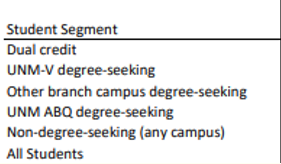 Student Segment
Dual credit
UNM-V degree-seeking
Other branch campus degree-seeking
UNM ABQ degree-seeking
Non-degree-seeking (any campus)
All Students